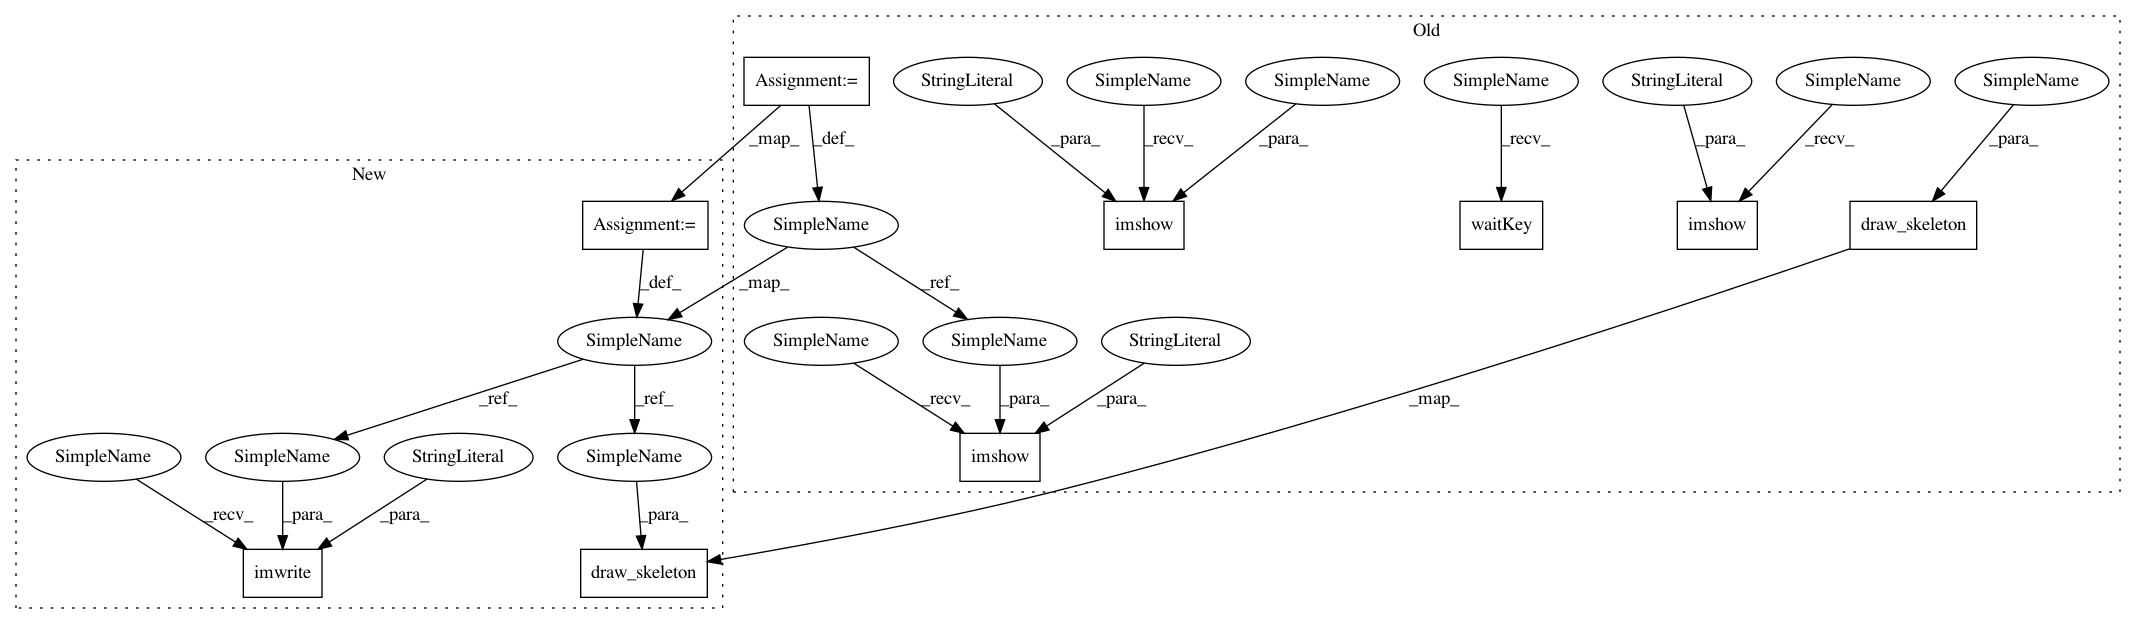 Old
Assignment:=
StringLiteral
SimpleName
SimpleName
SimpleName
StringLiteral
SimpleName
SimpleName
_map_
_def_
_para_
_recv_
_para_
_recv_
_para_
_recv_
_para_
New
Assignment:=
SimpleName
imshow
waitKey
imshow
draw_skeleton
_def_
_map_
_ref_
SimpleName
SimpleName
SimpleName
StringLiteral
_ref_
_ref_
_recv_
_para_
_para_
_map_
SimpleName
SimpleName
StringLiteral
SimpleName
imshow
_recv_
_para_
_para_
_para_
imwrite
draw_skeleton